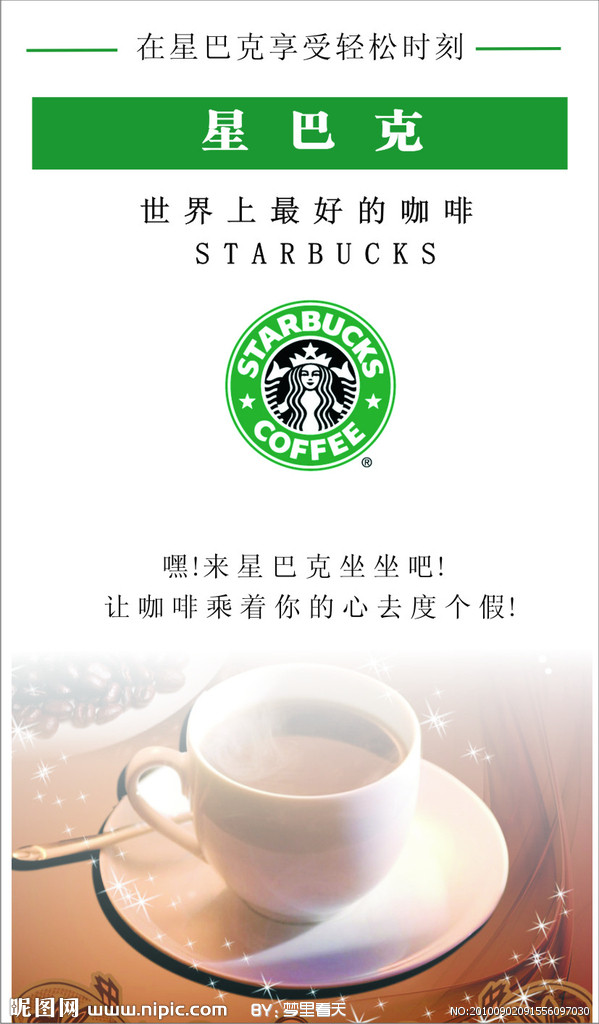 在星巴克享受轻松时刻
星巴克
世界上最好的咖啡
STARBUCKS
STARBUCKS
COFFEE
®
嘿!来星巴克坐坐吧!
让咖啡乘着你的心去度个假!
昵图网 www.nipic.com BY: 梦里看天 NO:20100902091556097030